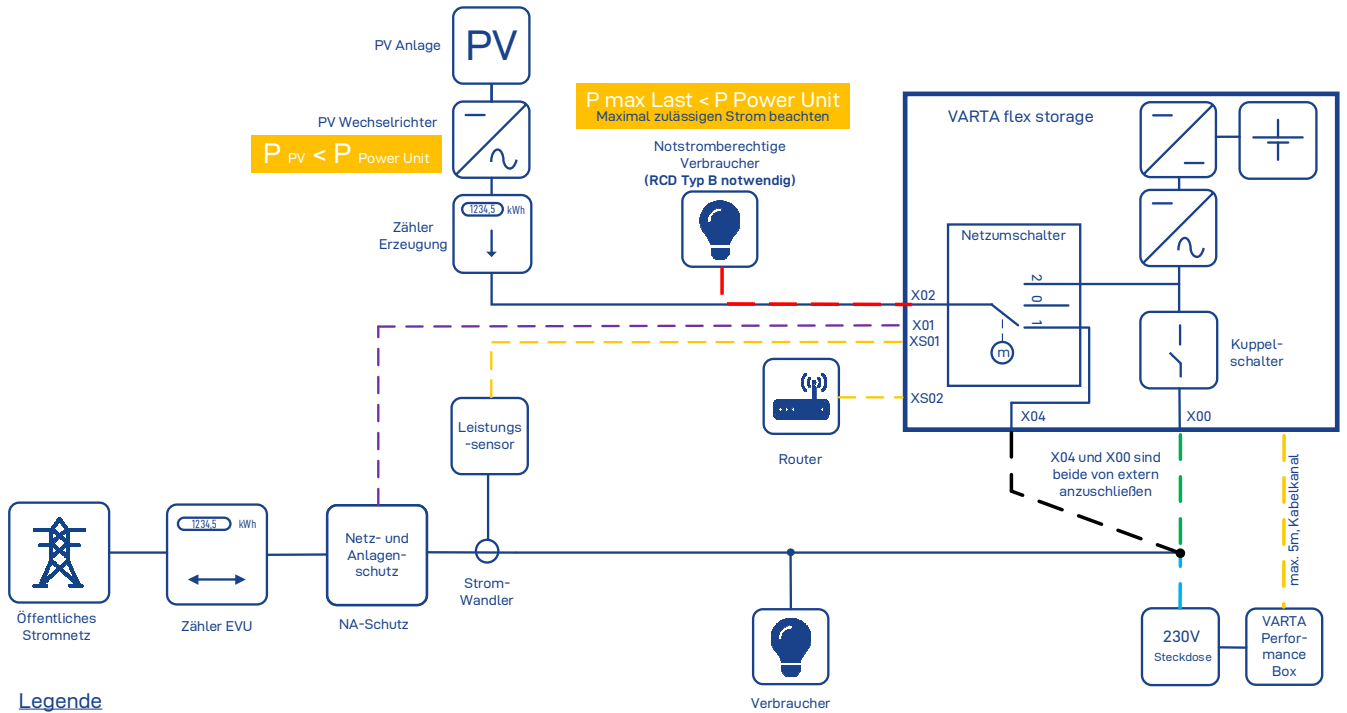 PV Anlage
PV
PV Wechselrichter
P PV < P Power Unit
1234,5 kWh
Zähler
Erzeugung
P max Last < P Power Unit
Maximal zulässigen Strom beachten
Notstromberechtige
Verbraucher
(RCD Typ B notwendig)
VARTA flex storage
Netzumschalter
2
0
1
m
Kuppel-
schalter
X02
X01
XS01
XS02
X04
X00
Router
Leistungs
-sensor
X04 und X00 sind
beide von extern
anzuschließen
max. 5m, Kabelkanal
Öffentliches
Stromnetz
1234,5 kWh
Zähler EVU
Netz- und
Anlagen-
schutz
NA-Schutz
Strom-
Wandler
Verbraucher
230V
Steckdose
VARTA
Perfor-
mance
Box
Legende